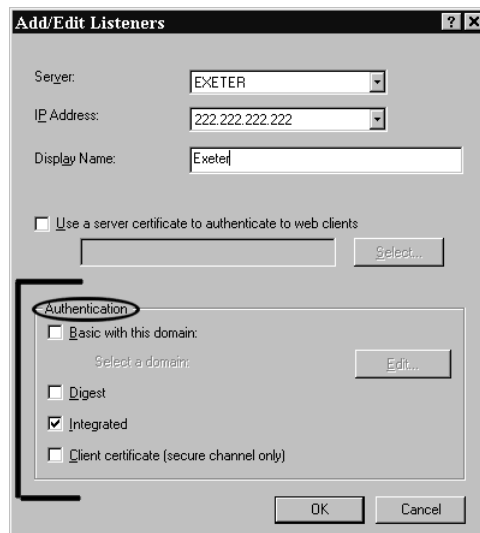 Add/Edit Listeners
Server: EXETER
IP Address: 222.222.222.222
Display Name: Exeter
Use a server certificate to authenticate to web clients
Select...
Authentication
Basic with this domain:
Select a domain: Edit...
Digest
Integrated
Client certificate (secure channel only)
OK Cancel